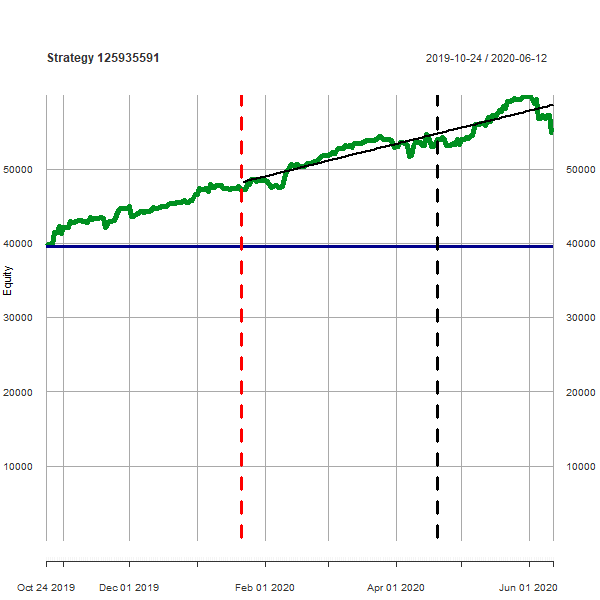 Strategy 125935591
2019-10-24 / 2020-06-12
50000
50000
40000
40000
Equity
30000
30000
20000
20000
10000
10000
Oct 24 2019
Dec 01 2019
Feb 01 2020
Apr 01 2020
Jun 01 2020